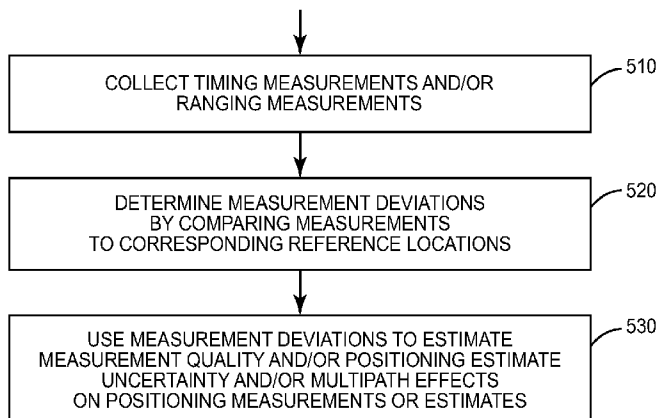 COLLECT TIMING MEASUREMENTS AND/OR
RANGING MEASUREMENTS
510
DETERMINE MEASUREMENT DEVIATIONS
BY COMPARING MEASUREMENTS
TO CORRESPONDING REFERENCE LOCATIONS
520
USE MEASUREMENT DEVIATIONS TO ESTIMATE
MEASUREMENT QUALITY AND/OR POSITIONING ESTIMATE
UNCERTAINTY AND/OR MULTIPATH EFFECTS
ON POSITIONING MEASUREMENTS OR ESTIMATES
530